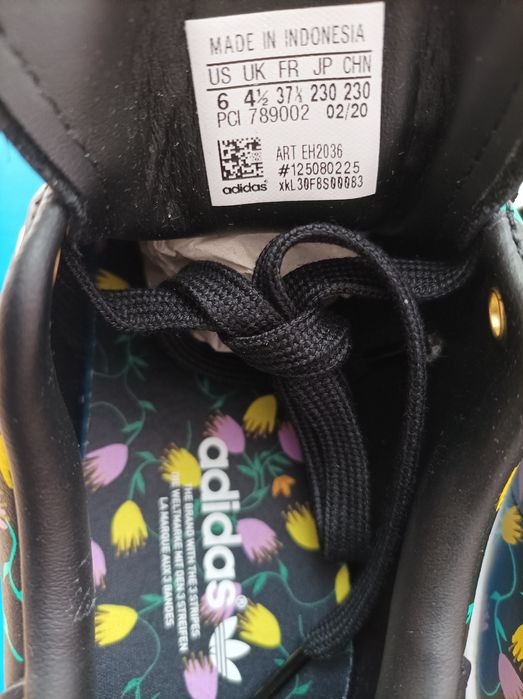 MADE IN INDONESIA
US UK FR JP CHN
6 4½ 37⅓ 230 230
PCI 789002 02/20
ART EH2036
#125080225
xkL30F8S00083
adidas
adidas®
THE BRAND WITH THE 3 STRIPES
DIE WELTMARKE MIT DEN 3 STREIFEN
LA MARQUE AUX 3 BANDES